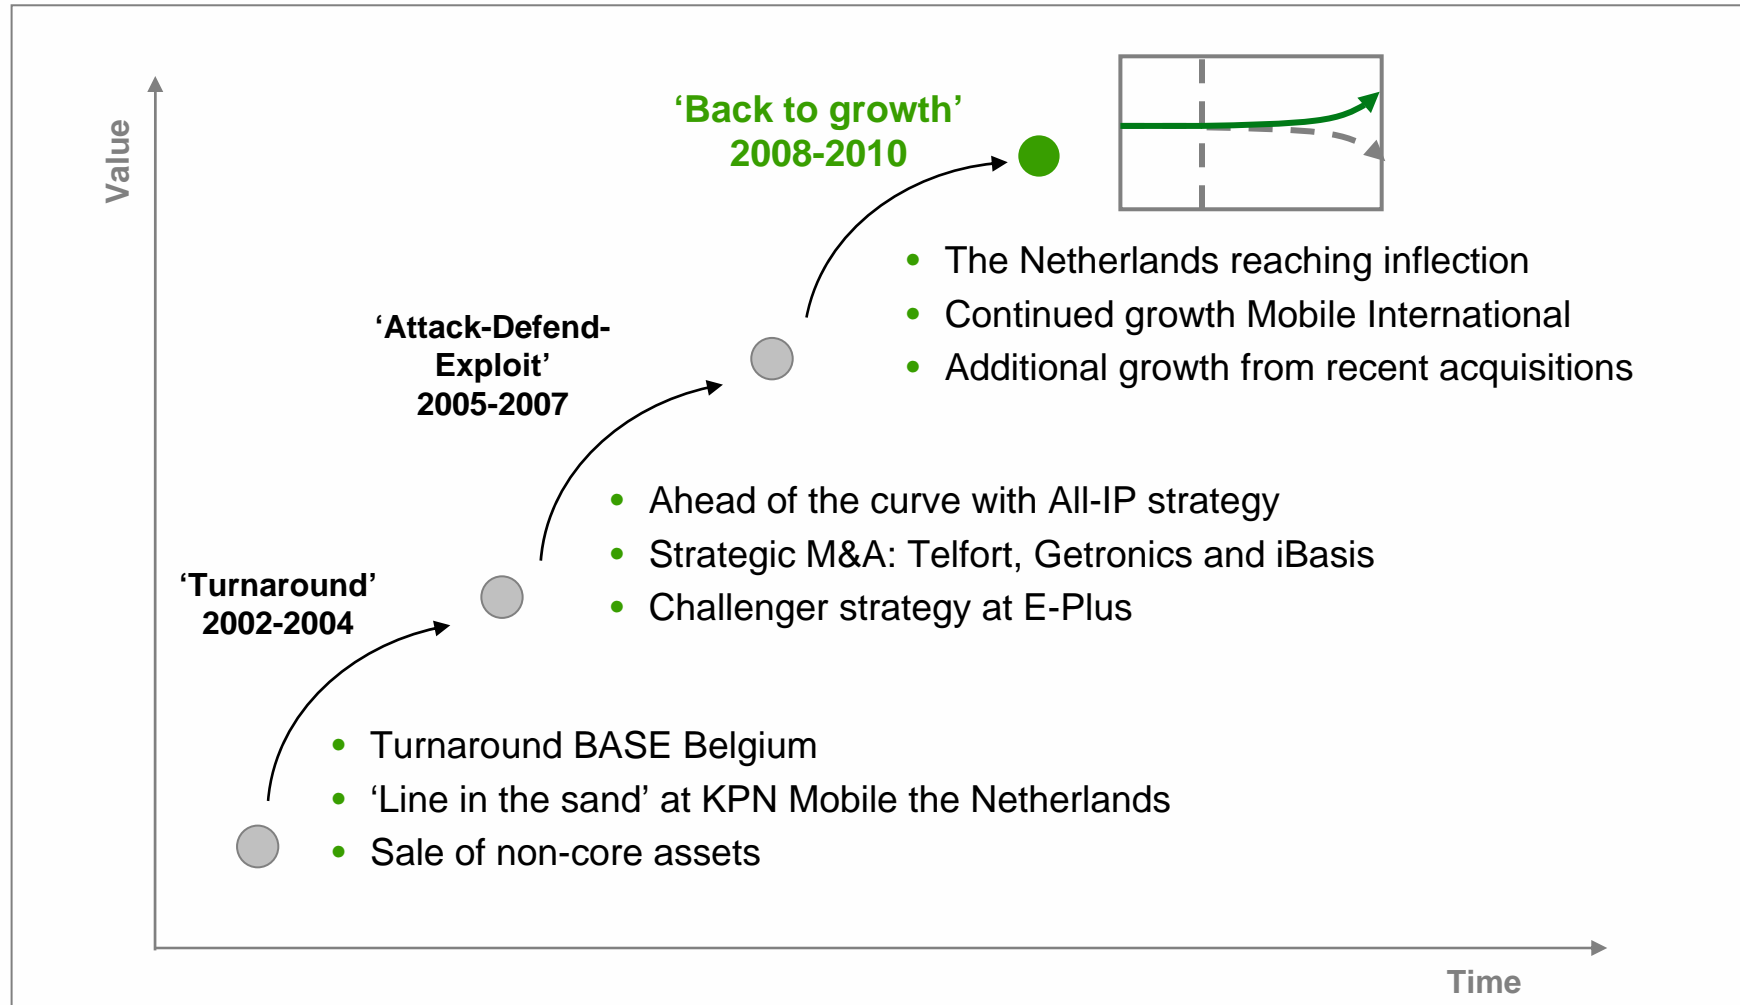 Value
‘Back to growth’
2008-2010
• The Netherlands reaching inflection
• Continued growth Mobile International
• Additional growth from recent acquisitions
‘Attack-Defend-
Exploit’
2005-2007
• Ahead of the curve with All-IP strategy
• Strategic M&A: Telfort, Getronics and iBasis
• Challenger strategy at E-Plus
‘Turnaround’
2002-2004
• Turnaround BASE Belgium
• ‘Line in the sand’ at KPN Mobile the Netherlands
• Sale of non-core assets
Time